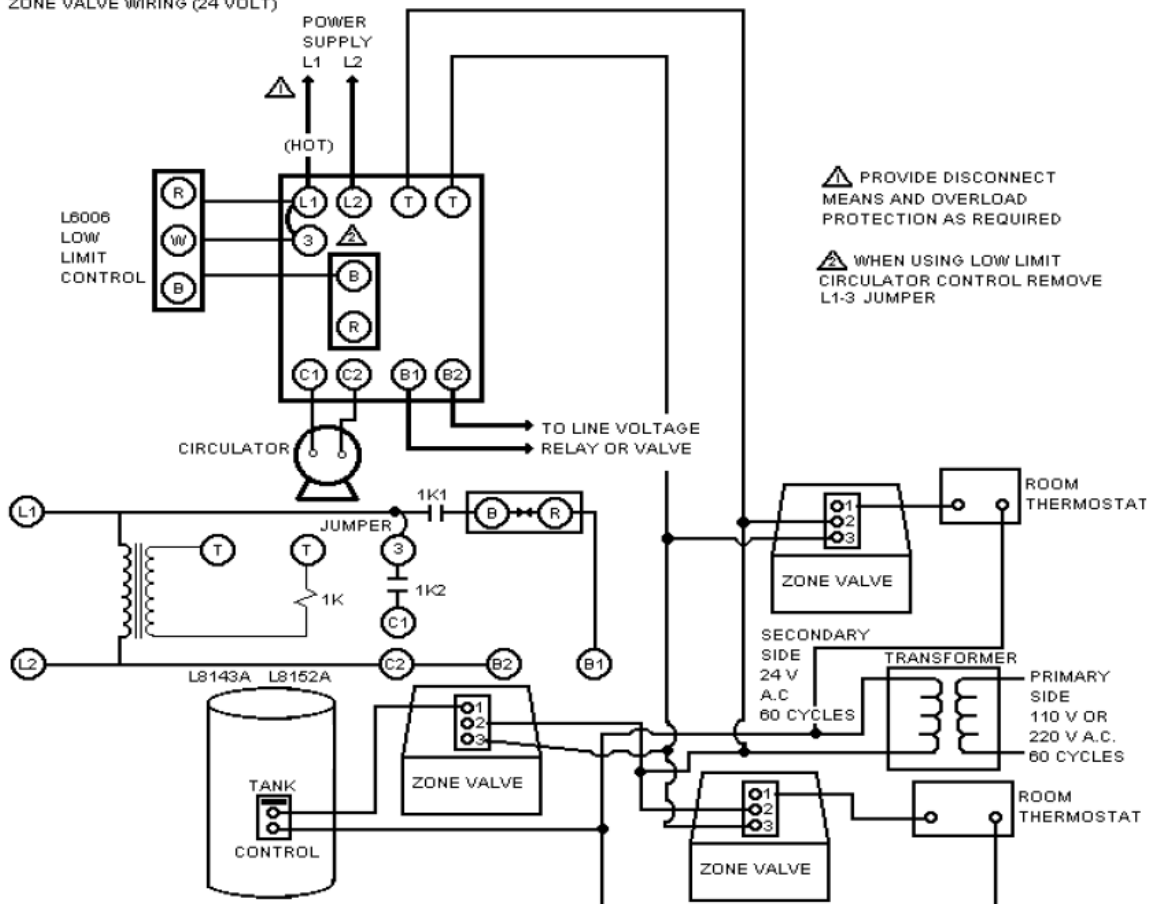 ZONE VALVE WIRING (24 VOLT)
POWER
SUPPLY
L1 L2
1
(HOT)
L6006
LOW
LIMIT
CONTROL
R
W
B
L1
L2
T
T
3
2
B
R
C1
C2
B1
B2
1 PROVIDE DISCONNECT
MEANS AND OVERLOAD
PROTECTION AS REQUIRED
2 WHEN USING LOW LIMIT
CIRCULATOR CONTROL REMOVE
L1-3 JUMPER
TO LINE VOLTAGE
RELAY OR VALVE
CIRCULATOR
L1
JUMPER
1K1
B
R
T
T
3
1K
1K2
C1
L2
C2
B2
B1
L8143A L8152A
1
2
3
ZONE VALVE
ROOM
THERMOSTAT
SECONDARY
SIDE
24 V
A.C
60 CYCLES
TRANSFORMER
PRIMARY
SIDE
110 V OR
220 V A.C.
60 CYCLES
TANK
CONTROL
1
2
3
ZONE VALVE
1
2
3
ZONE VALVE
ROOM
THERMOSTAT